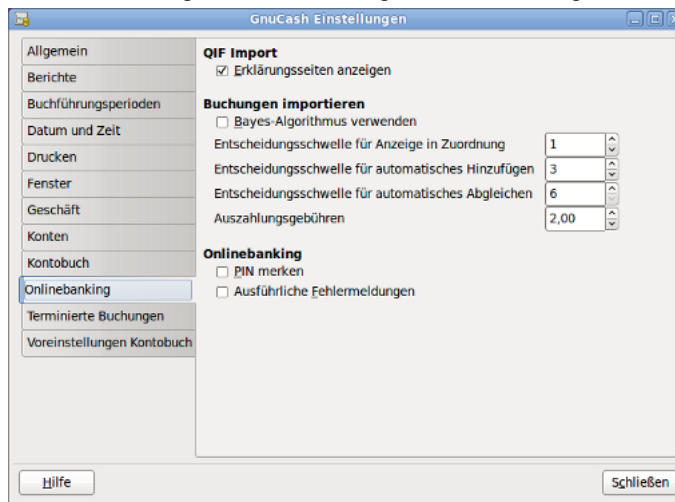 GnuCash Einstellungen
Allgemein
Berichte
Buchführungsperioden
Datum und Zeit
Drucken
Fenster
Geschäft
Konten
Kontobuch
Onlinebanking
Terminierte Buchungen
Voreinstellungen Kontobuch
QIF Import
Erklärungsseiten anzeigen
Buchungen importieren
Bayes-Algorithmus verwenden
Entscheidungsschwelle für Anzeige in Zuordnung 1
Entscheidungsschwelle für automatisches Hinzufügen 3
Entscheidungsschwelle für automatisches Abgleichen 6
Auszahlungsgebühren 2,00
Onlinebanking
PIN merken
Ausführliche Fehlermeldungen
Hilfe
Schließen